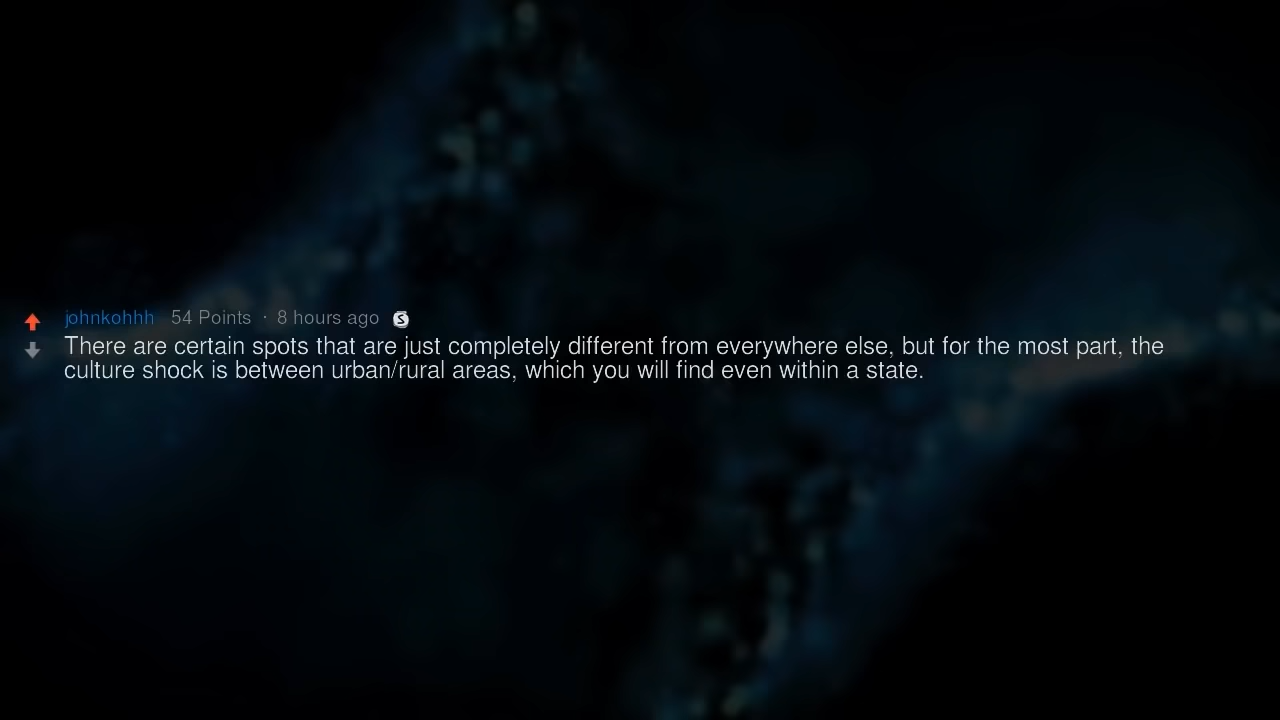 johnkohhh 54 Points · 8 hours ago
There are certain spots that are just completely different from everywhere else, but for the most part, the
culture shock is between urban/rural areas, which you will find even within a state.